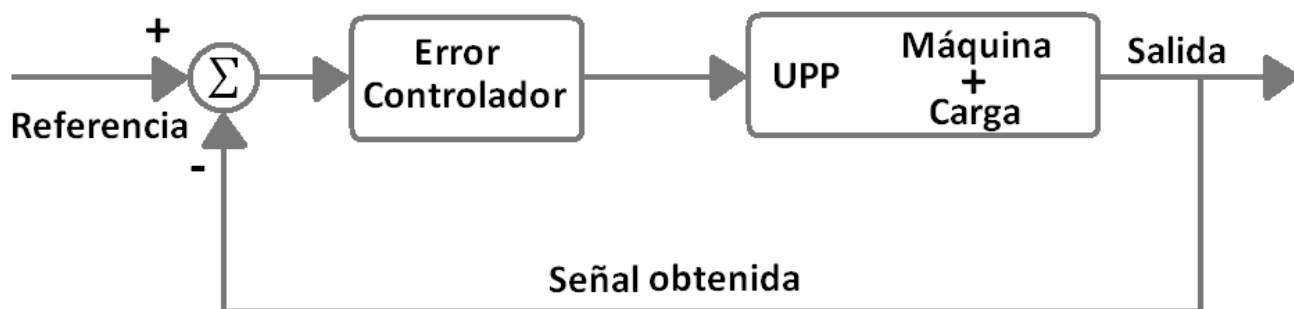 +
Referencia
-
Σ
Error
Controlador
UPP
Máquina
+
Carga
Salida
Señal obtenida